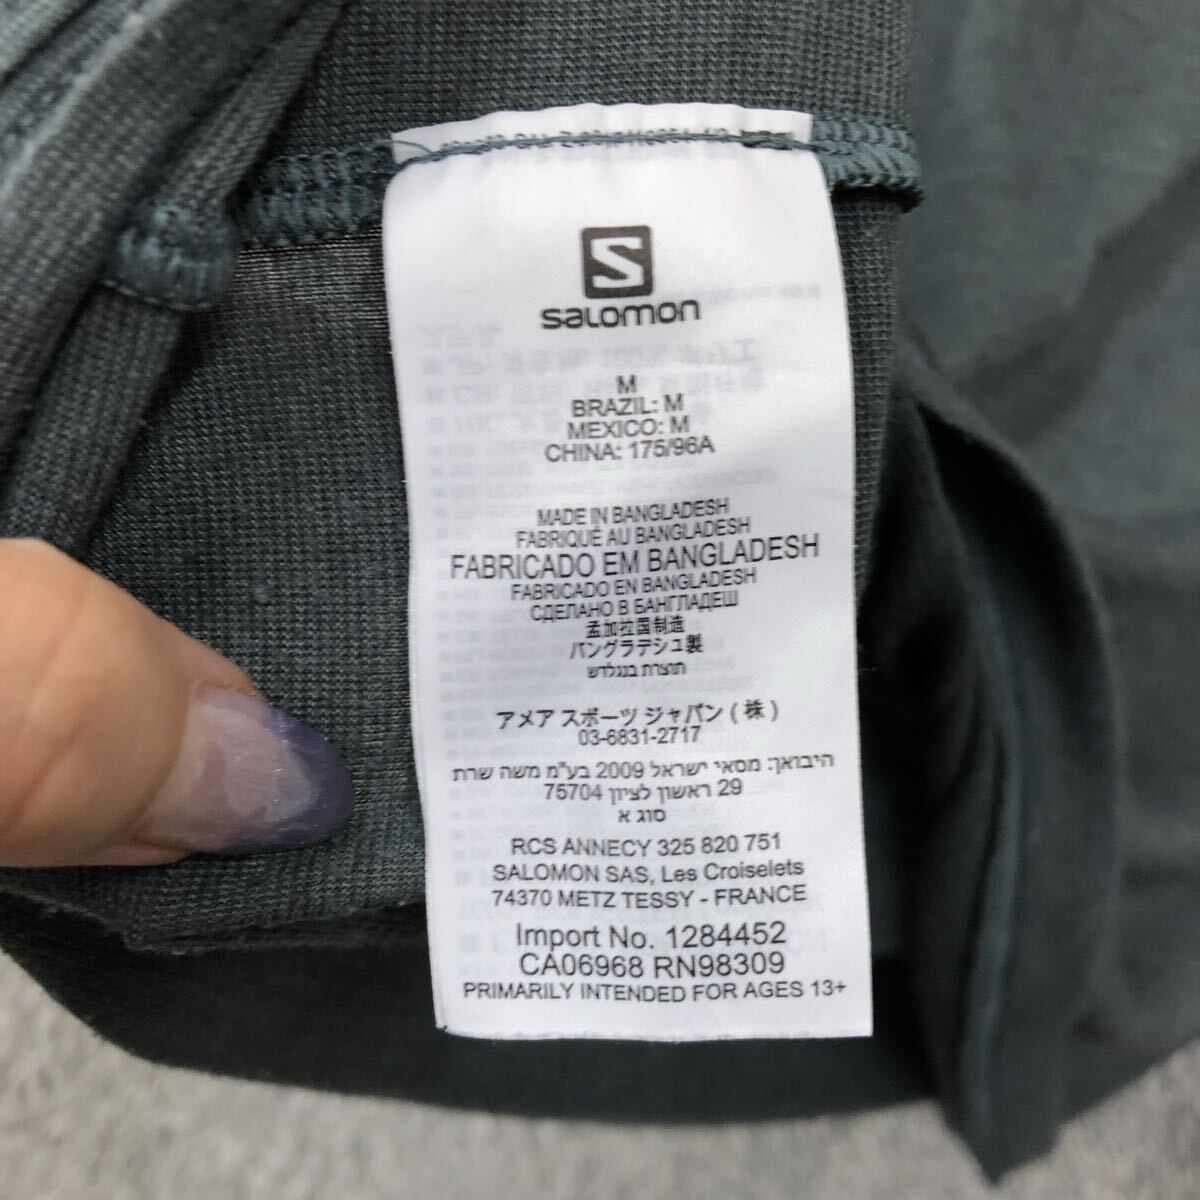 S
salomon
M
BRAZIL: M
MEXICO: M
CHINA: 175/96A
MADE IN BANGLADESH
FABRIQUÉ AU BANGLADESH
FABRICADO EM BANGLADESH
FABRICADO EN BANGLADESH
СДЕЛАНО В БАНГЛАДЕШ
孟加拉国制造
バングラデシュ製
תוצרת בנגלדש
アメア スポーツ ジャパン ( 株 )
03-6831-2717
היבואן: מסאי ישראל 2009 בע"מ משה שרת
29 ראשון לציון 75704
סוג א
RCS ANNECY 325 820 751
SALOMON SAS, Les Croiselets
74370 METZ TESSY - FRANCE
Import No. 1284452
CA06968 RN98309
PRIMARILY INTENDED FOR AGES 13+